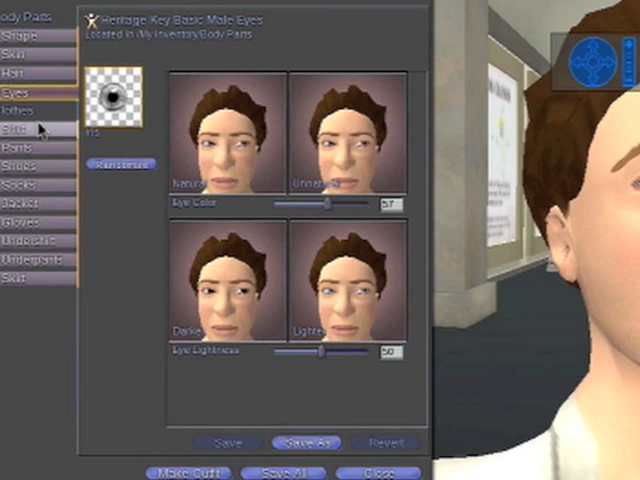 ody Parts
Shape
Skin
Hair
Eyes
lothes
Shirt
Pants
Shoes
Socks
Jacket
Gloves
Undershirt
Underpants
Skirt
Heritage Key Basic Male Eyes
Located in /My Inventory/Body Parts
Iris
Randomize
Natural
Unnatural
Eye Color
57
Darke
Lighte
Eye Lightness
50
Save
Save As
Revert
Make Outfit
Save All
Close